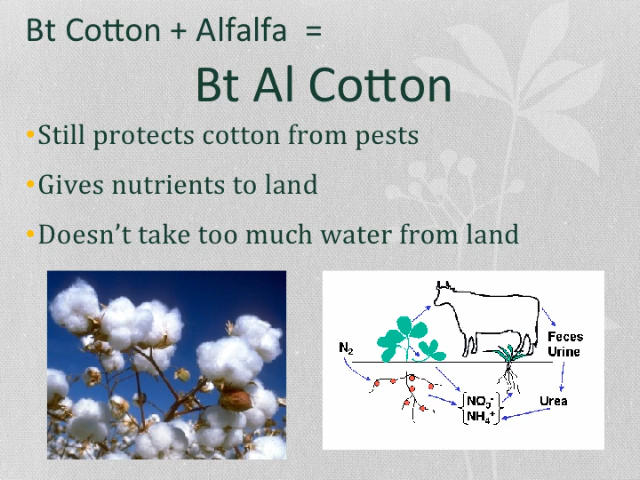 Bt Cotton + Alfalfa =
Bt Al Cotton
•Still protects cotton from pests
•Gives nutrients to land
•Doesn’t take too much water from land
N₂
Feces
Urine
NO₃⁻
NH₄⁺
Urea